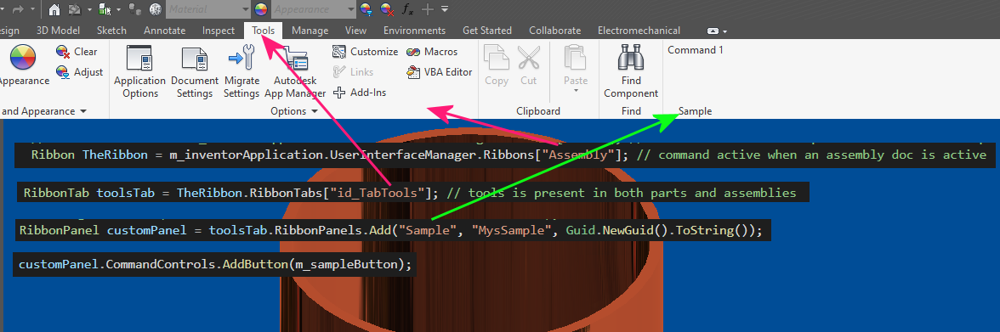 Material
Appearance
fx
esign 3D Model Sketch Annotate Inspect Tools Manage View Environments Get Started Collaborate Electromechanical
Appearance
Clear
Adjust
and Appearance
Application
Options
Document
Settings
Migrate
Settings
Autodesk
App Manager
Customize
Links
Add-Ins
Macros
VBA Editor
Options
Copy
Cut
Paste
Clipboard
Find
Component
Find
Command 1
Sample
Ribbon TheRibbon = m_inventorApplication.UserInterfaceManager.Ribbons["Assembly"]; // command active when an assembly doc is active
RibbonTab toolsTab = TheRibbon.RibbonTabs["id_TabTools"]; // tools is present in both parts and assemblies
RibbonPanel customPanel = toolsTab.RibbonPanels.Add("Sample", "MysSample", Guid.NewGuid().ToString());
customPanel.CommandControls.AddButton(m_sampleButton);